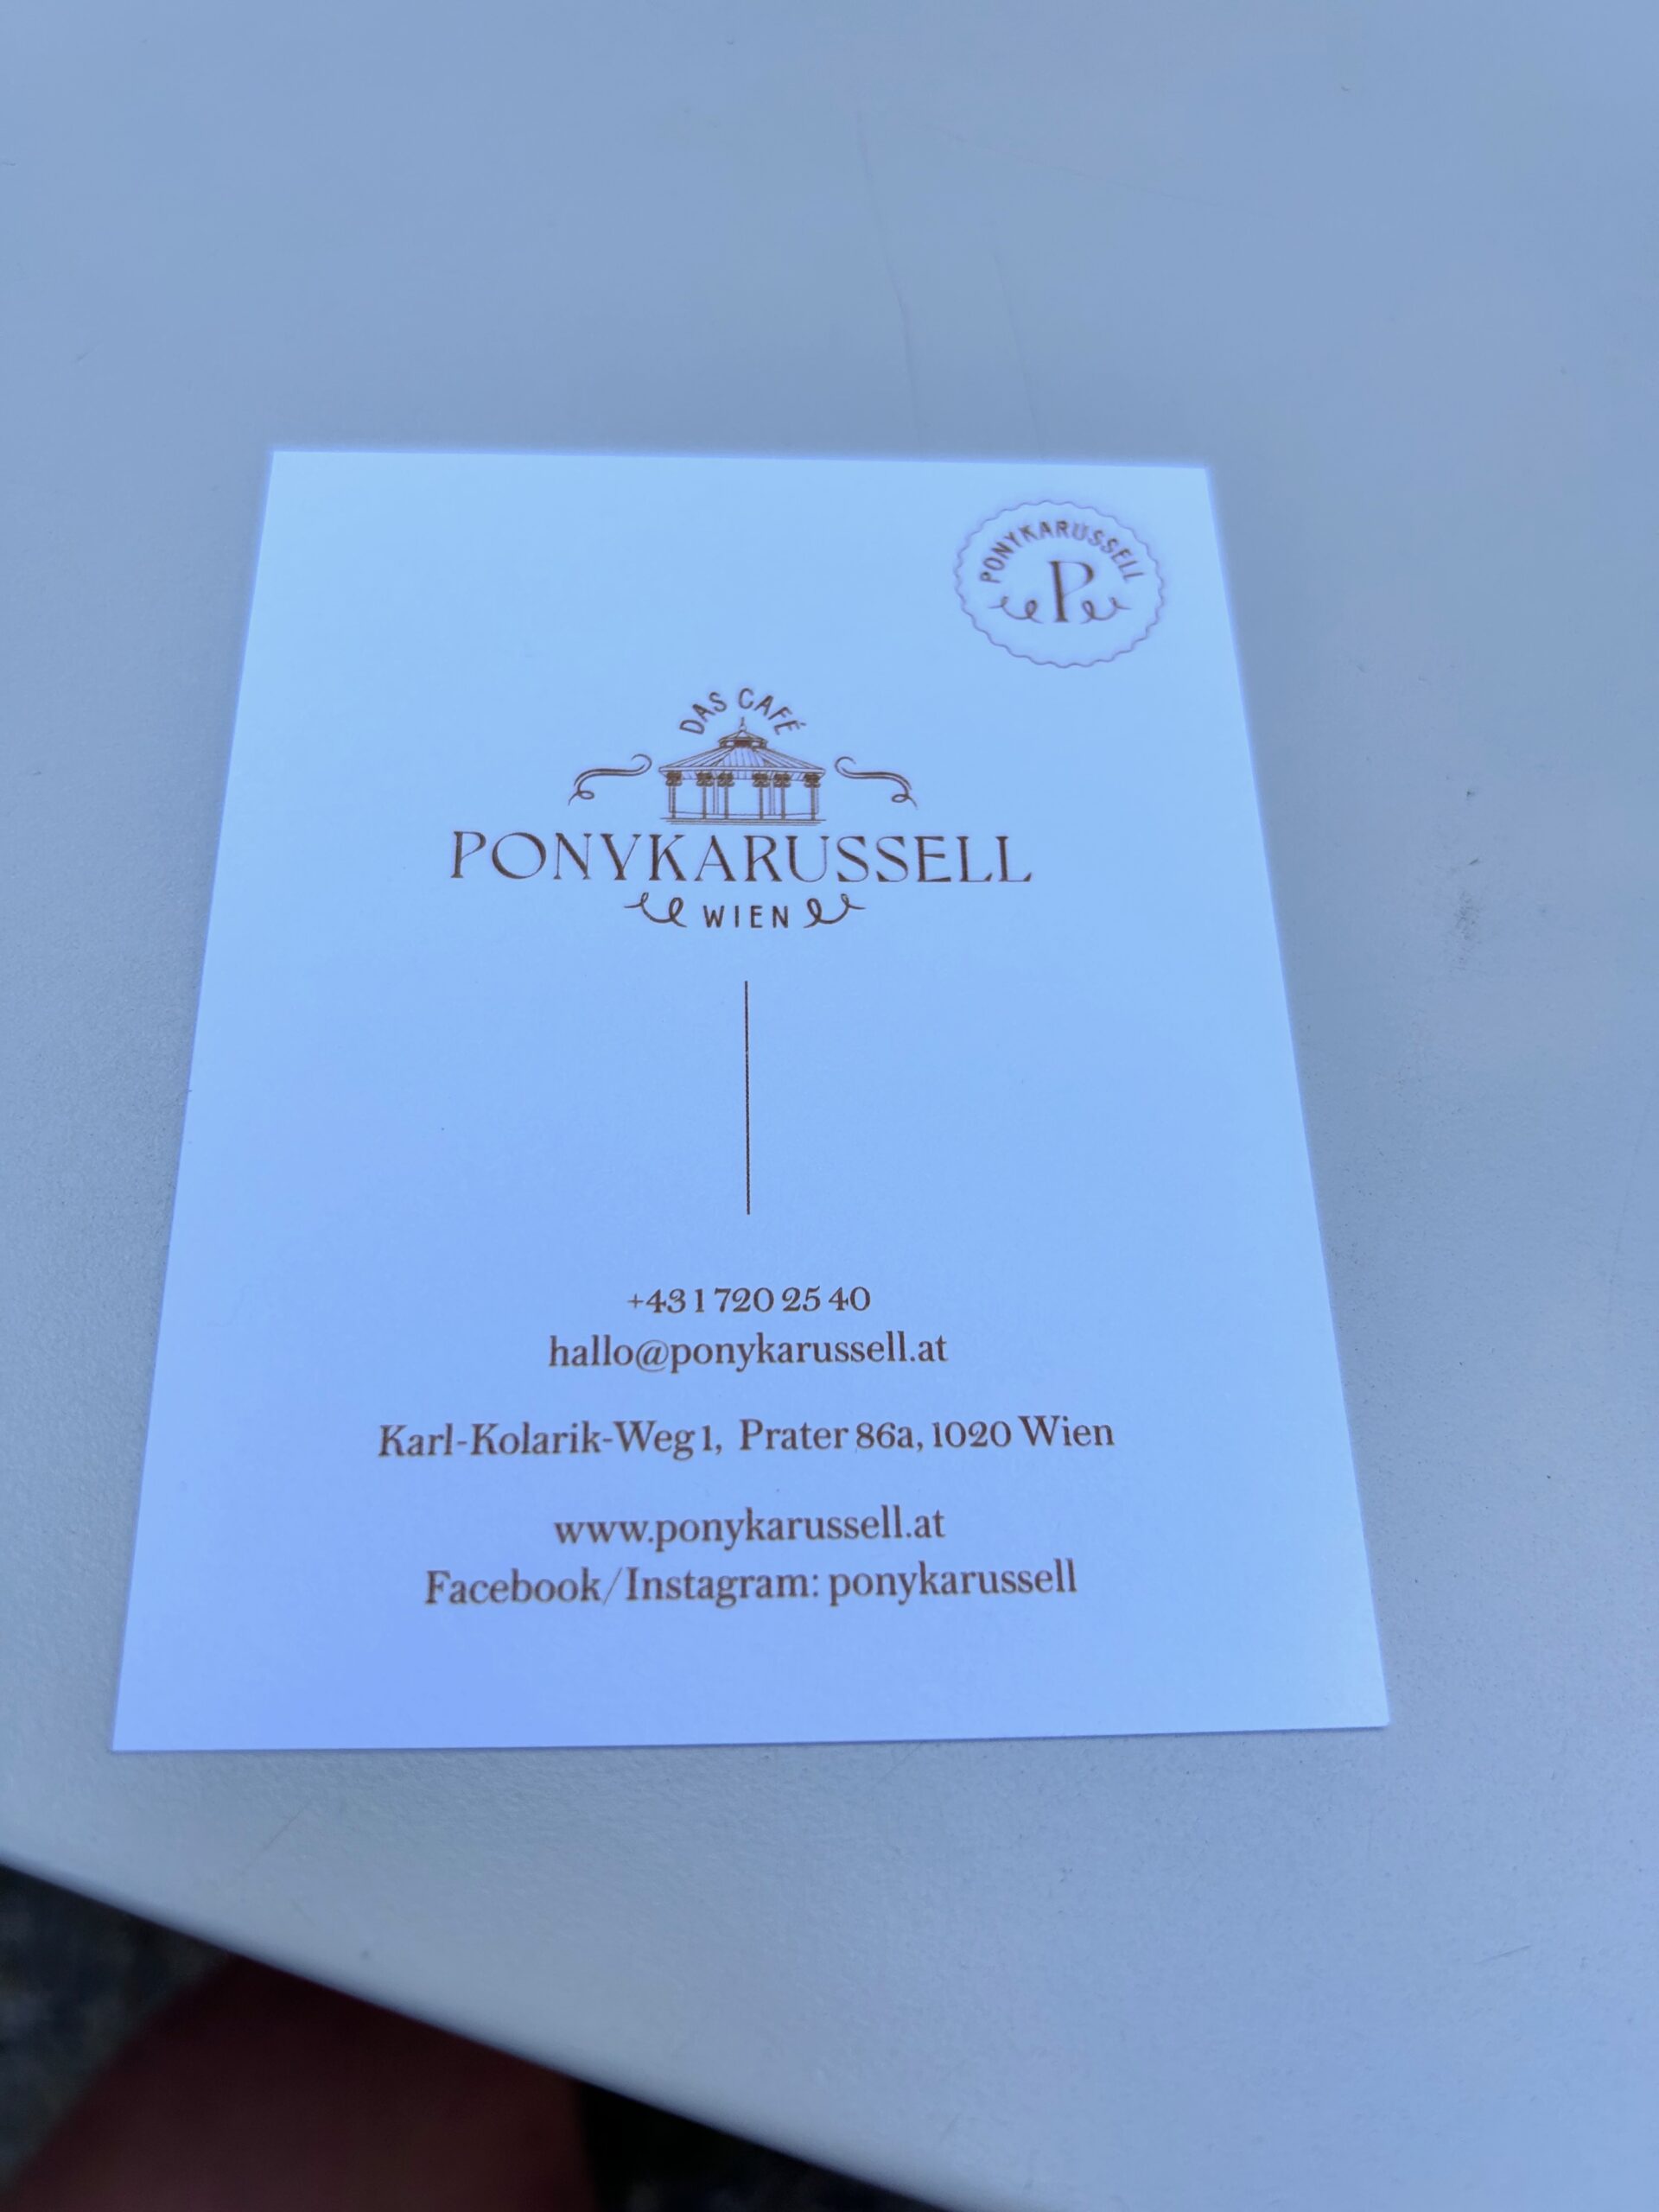 PONYKARUSSELL
P
DAS CAFÉ
PONYKARUSSELL
WIEN
+43 1 720 25 40
hallo@ponykarussell.at
Karl-Kolarik-Weg 1, Prater 86a, 1020 Wien
www.ponykarussell.at
Facebook/Instagram: ponykarussell